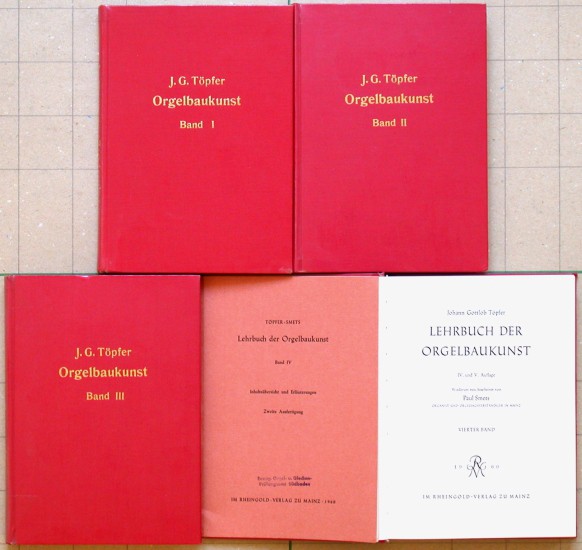 J. G. Töpfer
Orgelbaukunst
Band I
J. G. Töpfer
Orgelbaukunst
Band II
J. G. Töpfer
Orgelbaukunst
Band III
TÖPFER-SMETS
Lehrbuch der Orgelbaukunst
Band IV
Inhaltsübersicht und Erläuterungen
Zweite Ausfertigung
IM RHEINGOLD-VERLAG ZU MAINZ · 1960
Johann Gottlob Töpfer
LEHRBUCH DER
ORGELBAUKUNST
IV. und V. Auflage
Paul Smets
VIERTER BAND
19 60
IM RHEINGOLD-VERLAG ZU MAINZ